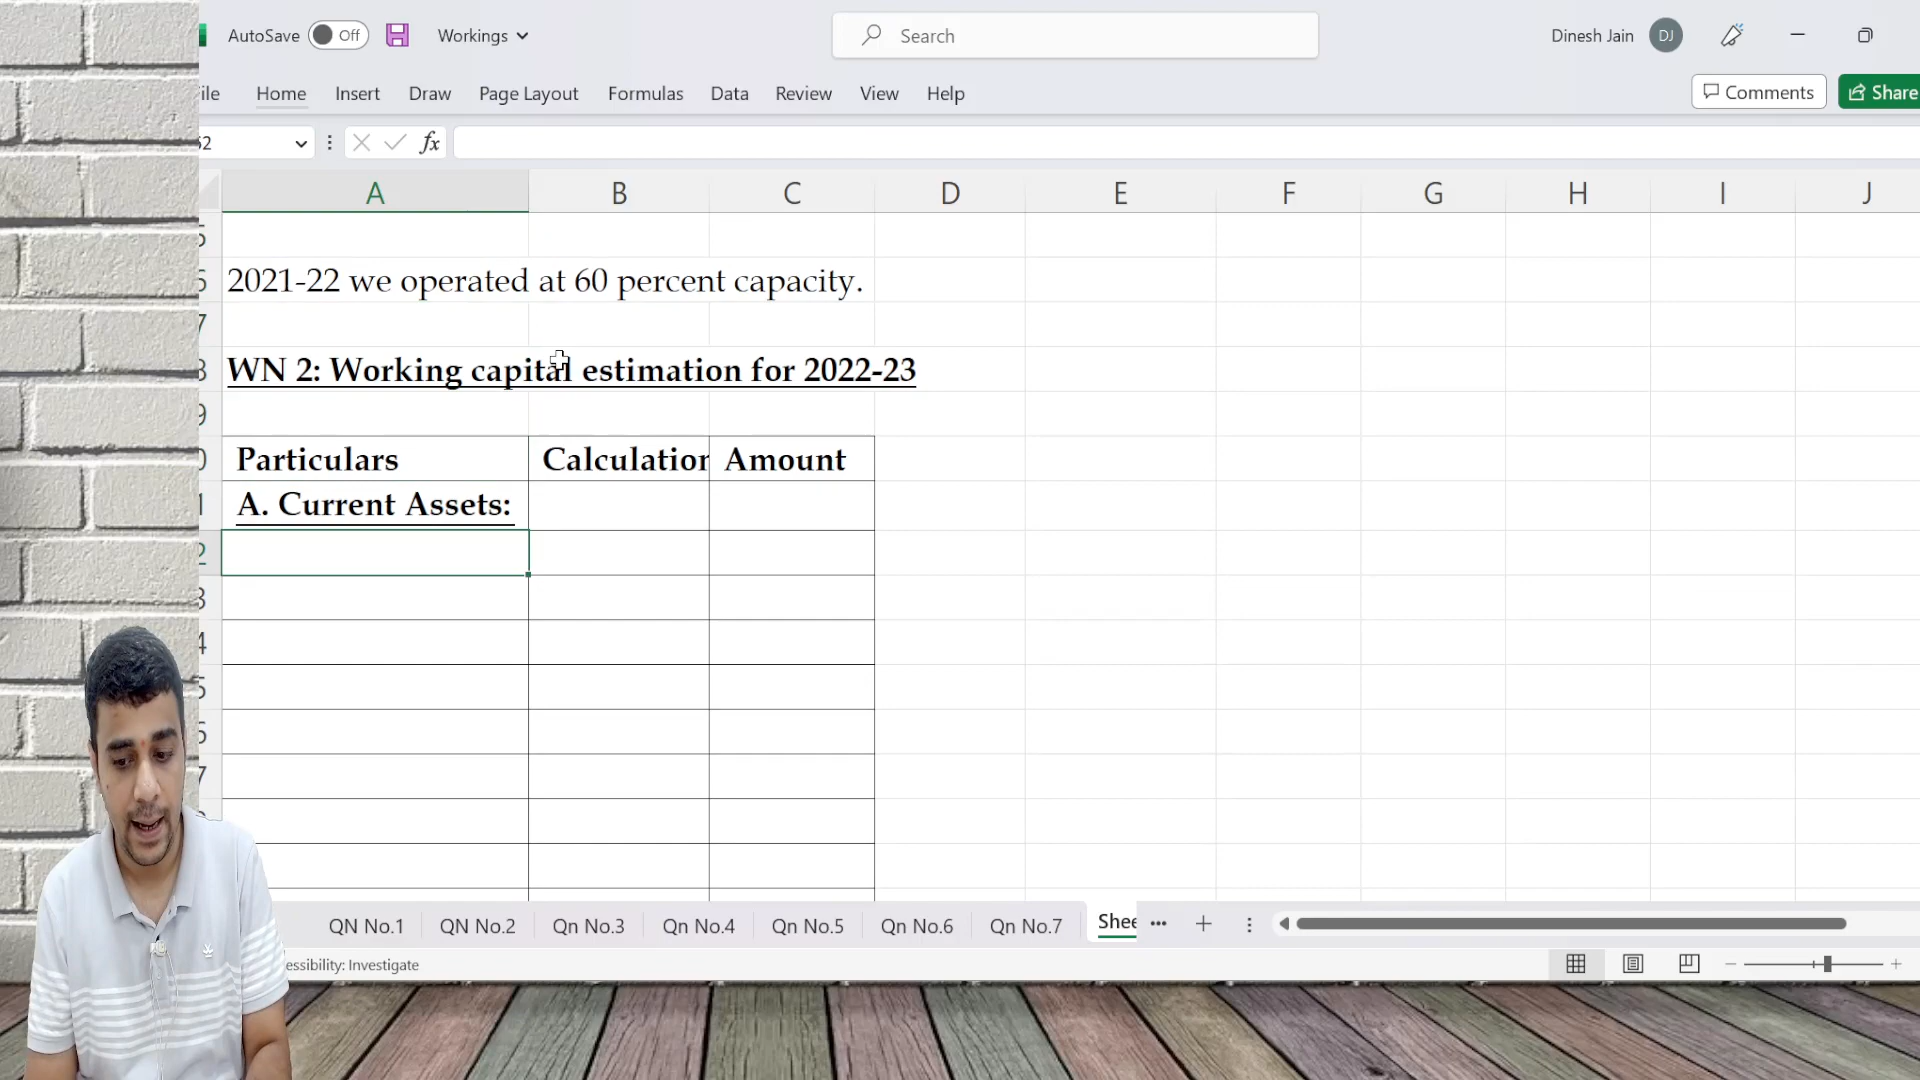 AutoSave Off Workings Search Dinesh Jain DJ
ile Home Insert Draw Page Layout Formulas Data Review View Help Comments Share
52 fx
A B C D E F G H I J
2021-22 we operated at 60 percent capacity.
WN 2: Working capital estimation for 2022-23
Particulars Calculation Amount
A. Current Assets:
QN No.1 QN No.2 Qn No.3 Qn No.4 Qn No.5 Qn No.6 Qn No.7 Shee
essibility: Investigate